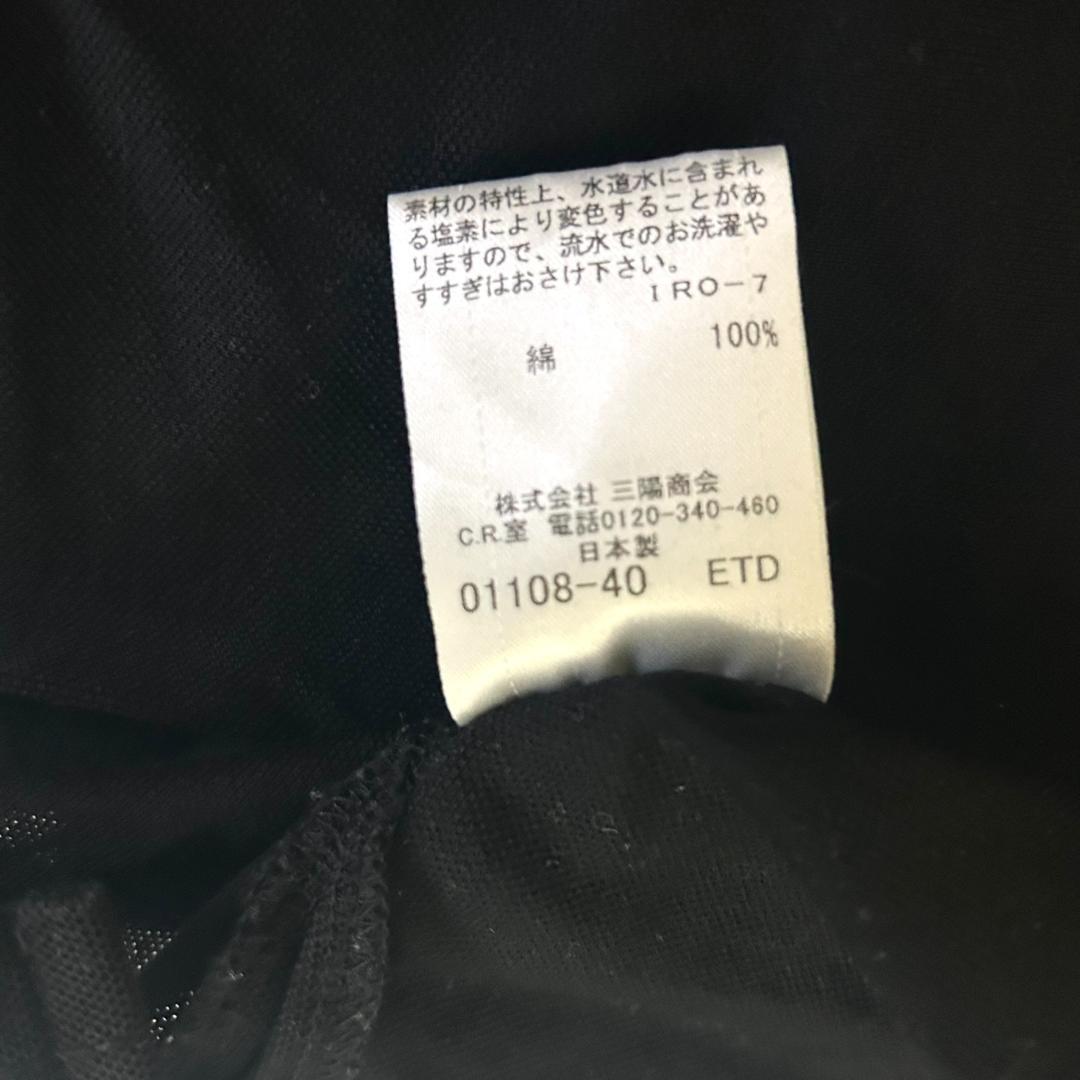 素材の特性上、水道水に含まれ
る塩素により変色することがあ
りますので、流水でのお洗濯や
すすぎはおさけ下さい。
IRO-7
綿 100%
株式会社 三陽商会
C.R.室 電話0120-340-460
日本製
01108-40 ETD